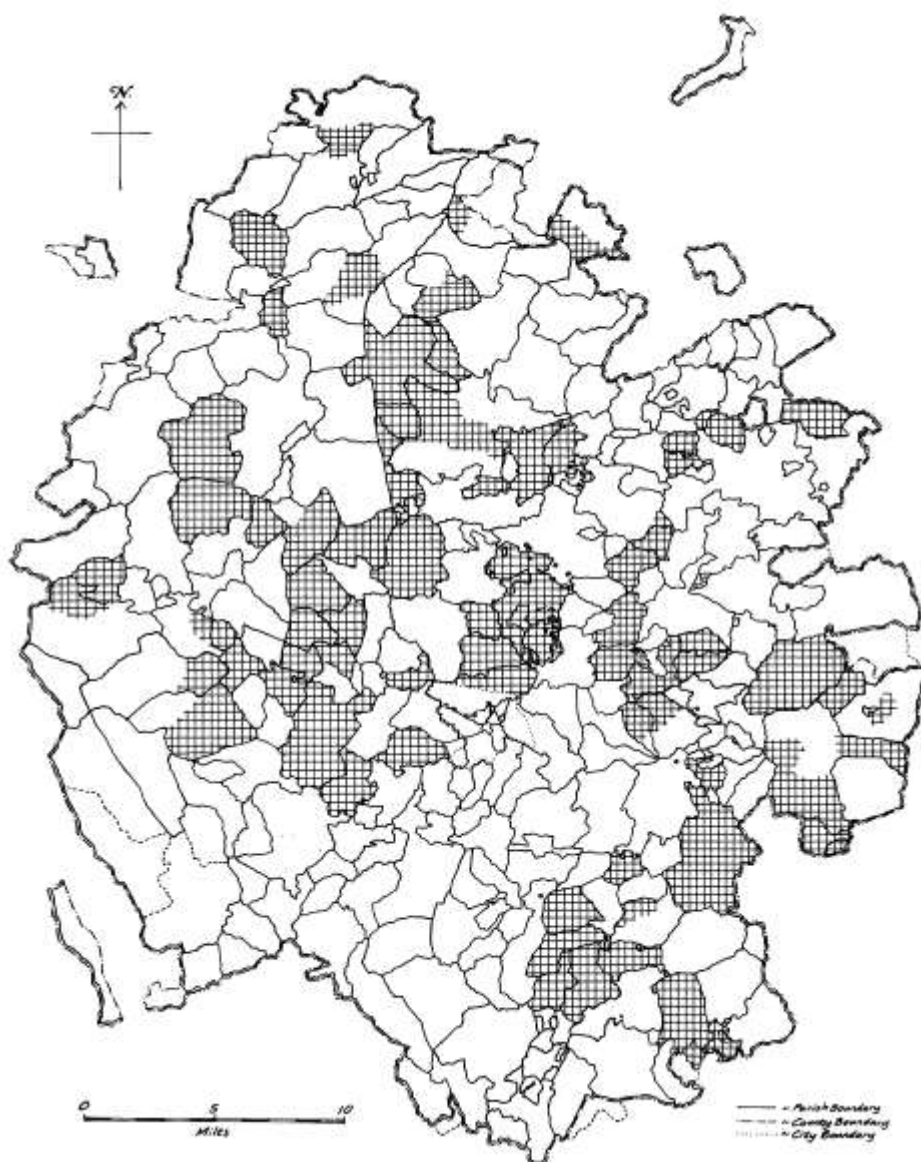 N.
0 5 10
Miles
= Parish Boundary
= County Boundary
= City Boundary